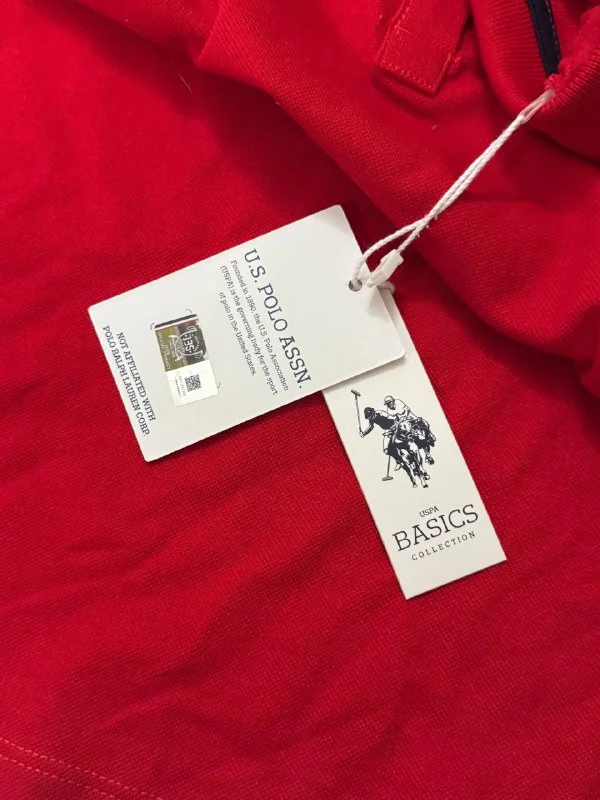 U.S. POLO ASSN.
Founded in 1890, the U.S. Polo Association
(USPA) is the governing body for the sport
of polo in the United States.
NOT AFFILIATED WITH
POLO RALPH LAUREN CORP.
USPA
BASICS
COLLECTION